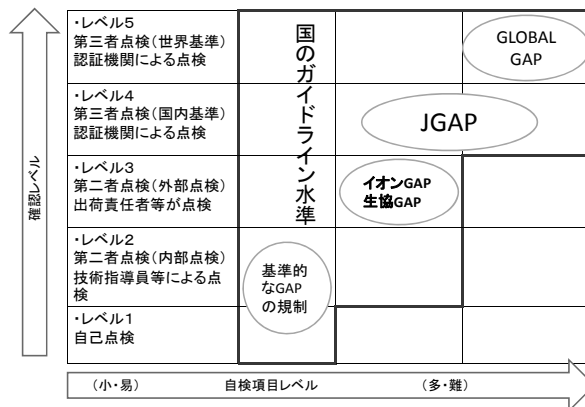 ・レベル5
第三者点検(世界基準)
認証機関による点検
・レベル4
第三者点検(国内基準)
認証機関による点検
・レベル3
第二者点検(外部点検)
出荷責任者等が点検
・レベル2
第二者点検(内部点検)
技術指導員等による点
検
・レベル1
自己点検
国のガイドライン水準
GLOBAL
GAP
JGAP
イオンGAP
生協GAP
基準的
なGAP
の規制
確認レベル
(小・易) 自検項目レベル (多・難)